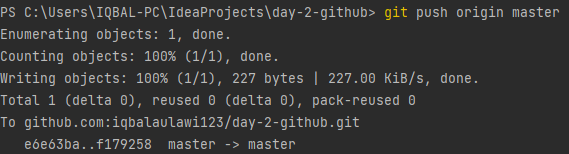 PS C:\Users\IQBAL-PC\IdeaProjects\day-2-github> git push origin master
Enumerating objects: 1, done.
Counting objects: 100% (1/1), done.
Writing objects: 100% (1/1), 227 bytes | 227.00 KiB/s, done.
Total 1 (delta 0), reused 0 (delta 0), pack-reused 0
To github.com:iqbalaulawi123/day-2-github.git
   e6e63ba..f179258  master -> master